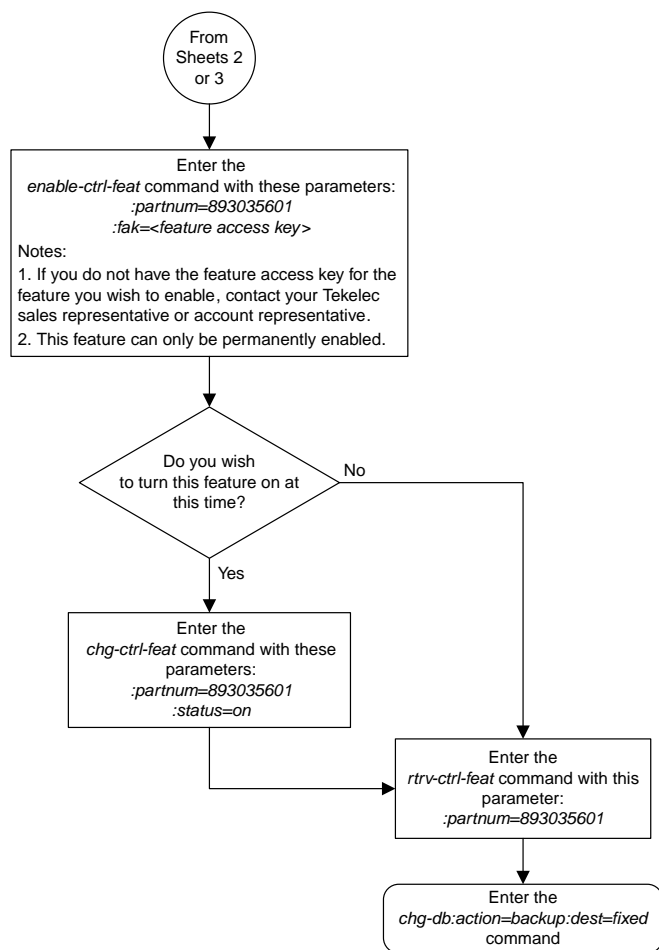 From
Sheets 2
or 3
Enter the
enable-ctrl-feat command with these parameters:
:partnum=893035601
:fak=<feature access key>
Notes:
1. If you do not have the feature access key for the
feature you wish to enable, contact your Tekelec
sales representative or account representative.
2. This feature can only be permanently enabled.
Do you wish
to turn this feature on at
this time?
No
Yes
Enter the
chg-ctrl-feat command with these
parameters:
:partnum=893035601
:status=on
Enter the
rtrv-ctrl-feat command with this
parameter:
:partnum=893035601
Enter the
chg-db:action=backup:dest=fixed
command